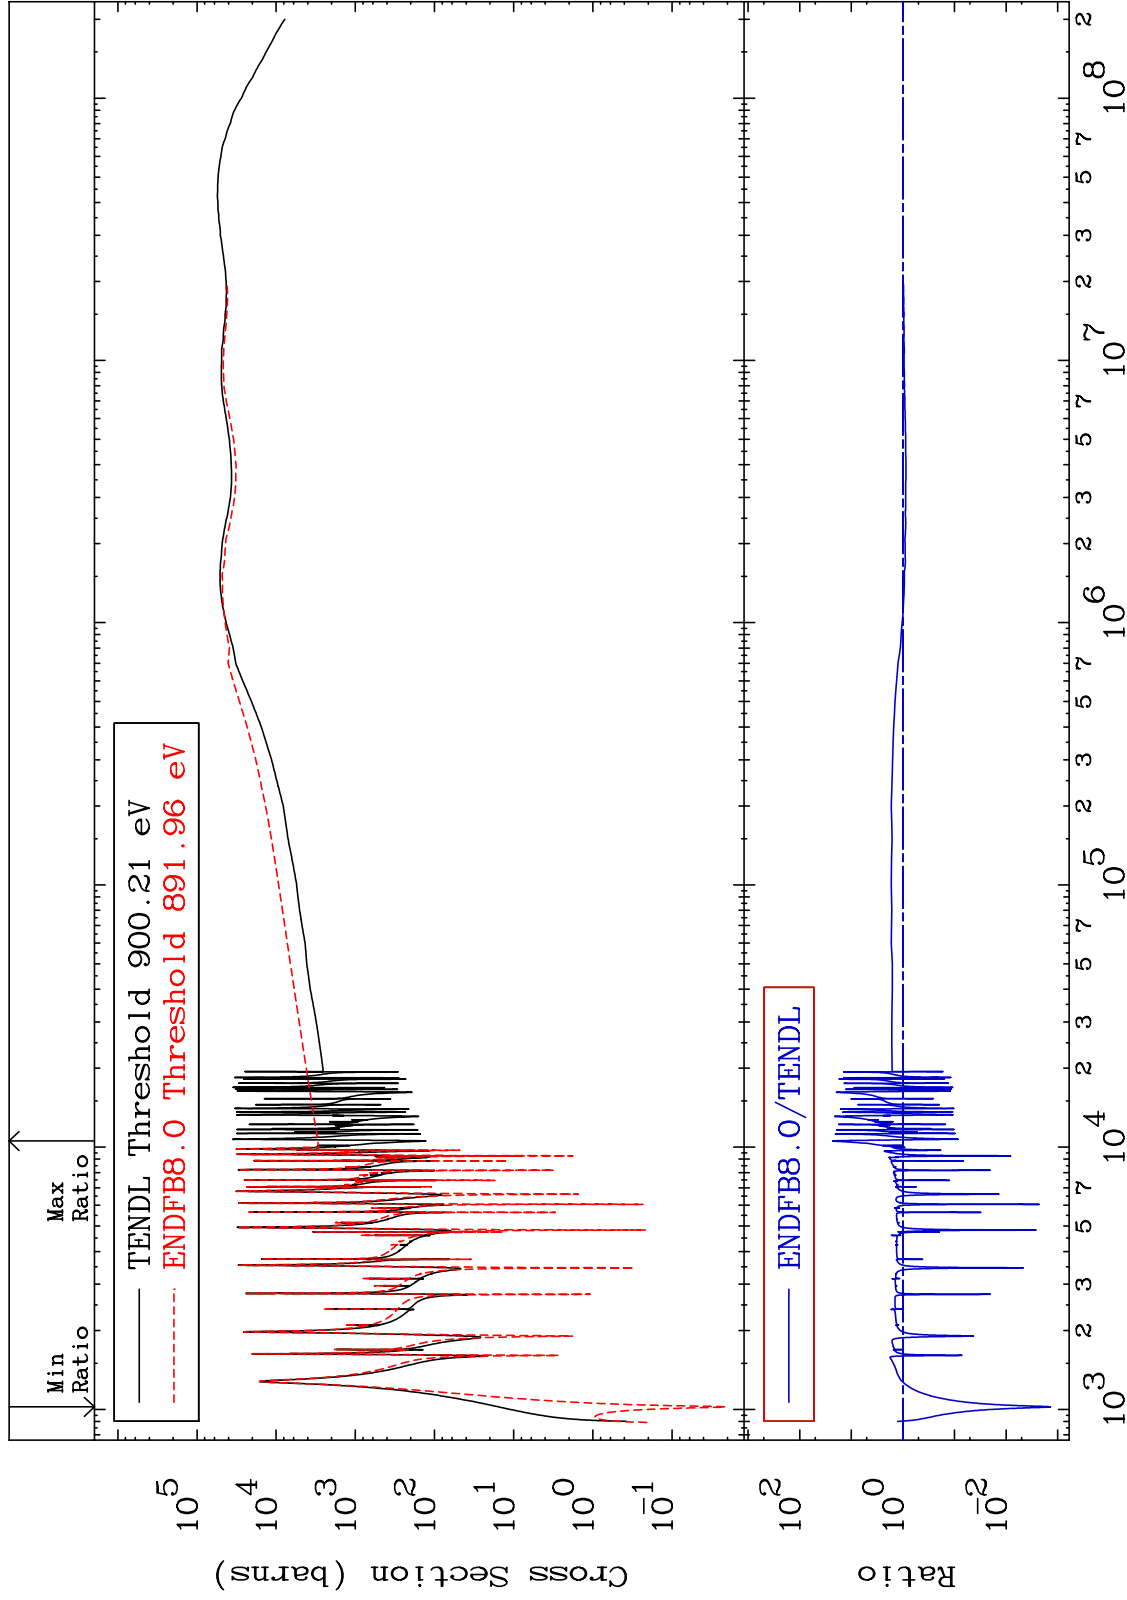 Min
Ratio
Max
Ratio
TENDL Threshold 900.21 eV
ENDFB8.0 Threshold 891.96 eV
Cross Section (barns)
10^5
10^4
10^3
10^2
10^1
10^0
10^-1
ENDFB8.0/TENDL
Ratio
10^2
10^0
10^-2
10^3 2 3 5 7 10^4 2 3 5 7 10^5 2 3 5 7 10^6 2 3 5 7 10^7 2 3 5 7 10^8 2